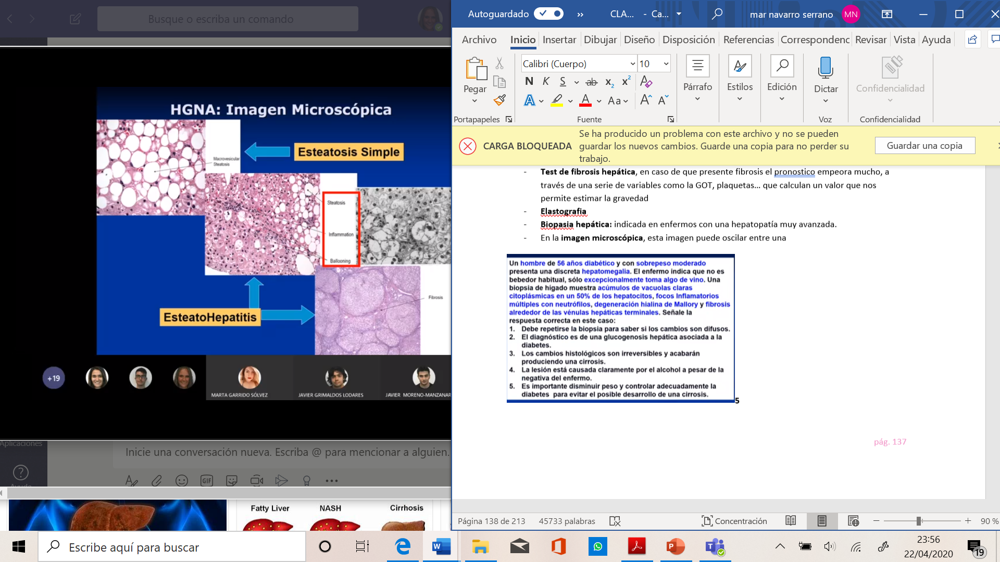 Busque o escriba un comando
HGNA: Imagen Microscópica
Macrovesicular
Steatosis
Esteatosis Simple
Steatosis
Inflammation
Ballooning
Fibrosis
EsteatoHepatitis
+19
MARTA GARRIDO SÓLVEZ
JAVIER GRIMALDOS LODARES
JAVIER MORENO-MANZANAR
Aplicaciones
Inicie una conversación nueva. Escriba @ para mencionar a alguien.
GIF
Fatty Liver
NASH
Cirrhosis
Autoguardado
CLA... - Ca...
mar navarro serrano
MN
Archivo Inicio Insertar Dibujar Diseño Disposición Referencias Correspondenc Revisar Vista Ayuda
Pegar
Calibri (Cuerpo) 10
N K S ab x₂ x²
A A Aa A A
Párrafo
Estilos
Edición
Dictar
Confidencialidad
Portapapeles
Fuente
Voz
Confidencialidad
CARGA BLOQUEADA
Se ha producido un problema con este archivo y no se pueden
guardar los nuevos cambios. Guarde una copia para no perder su
trabajo.
Guardar una copia
- Test de fibrosis hepática, en caso de que presente fibrosis el pronostico empeora mucho, a
través de una serie de variables como la GOT, plaquetas... que calculan un valor que nos
permite estimar la gravedad
- Elastografia
- Biopasia hepática: indicada en enfermos con una hepatopatía muy avanzada.
- En la imagen microscópica, esta imagen puede oscilar entre una
Un hombre de 56 años diabético y con sobrepeso moderado
presenta una discreta hepatomegalia. El enfermo indica que no es
bebedor habitual, sólo excepcionalmente toma algo de vino. Una
biopsia de hígado muestra acúmulos de vacuolas claras
citoplásmicas en un 50% de los hepatocitos, focos Inflamatorios
múltiples con neutrófilos, degeneración hialina de Mallory y fibrosis
alrededor de las vénulas hepáticas terminales. Señale la
respuesta correcta en este caso:
1. Debe repetirse la biopsia para saber si los cambios son difusos.
2. El diagnóstico es de una glucogenosis hepática asociada a la
diabetes.
3. Los cambios histológicos son irreversibles y acabarán
produciendo una cirrosis.
4. La lesión está causada claramente por el alcohol a pesar de la
negativa del enfermo.
5. Es importante disminuir peso y controlar adecuadamente la
diabetes para evitar el posible desarrollo de una cirrosis.
5
pág. 137
Página 138 de 213
45733 palabras
Concentración
90 %
Escribe aquí para buscar
23:56
22/04/2020
19